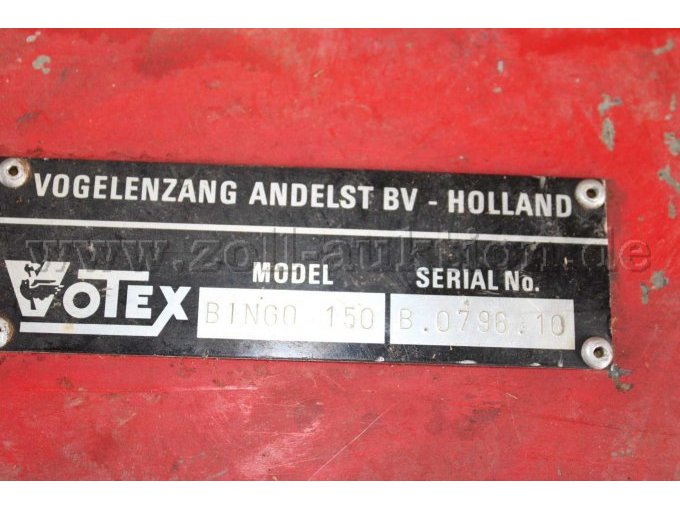 VOGELENZANG ANDELST BV - HOLLAND
www.zoll-auktion.de
MODEL SERIAL No.
VOTEX BINGO 150 B.0796.10